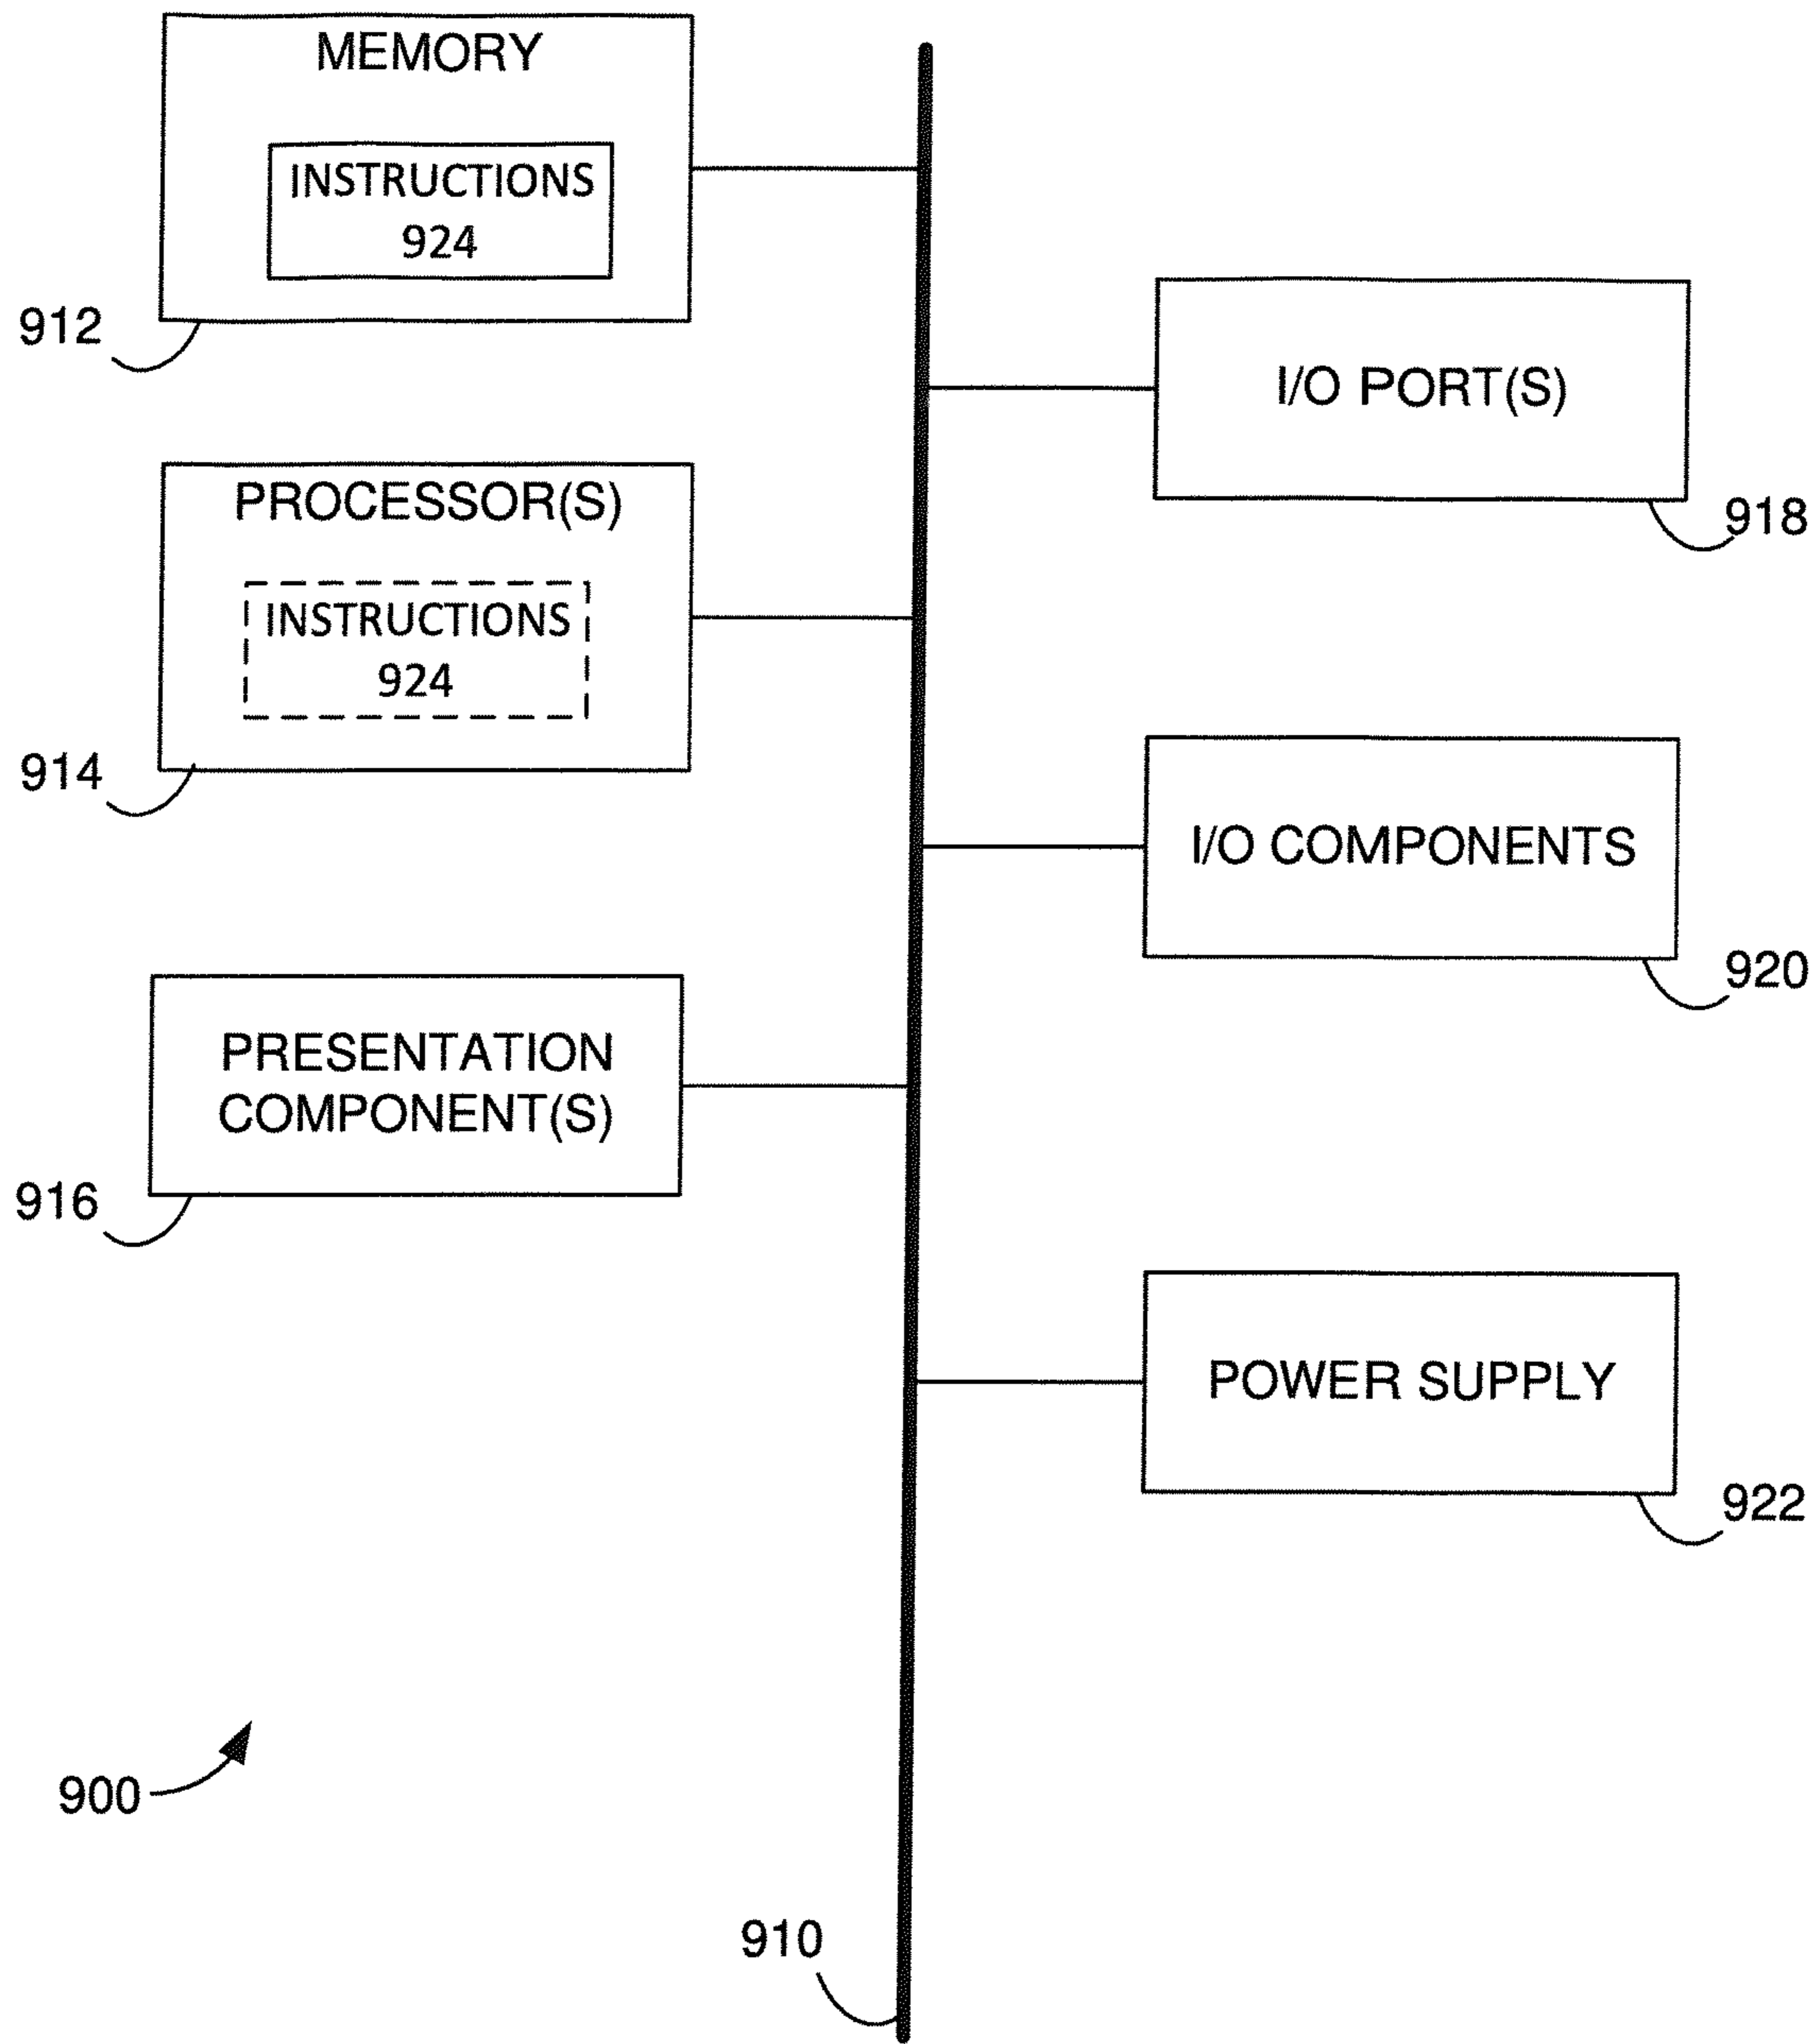 MEMORY
INSTRUCTIONS
924
912
I/O PORT(S)
918
PROCESSOR(S)
INSTRUCTIONS
924
914
I/O COMPONENTS
920
PRESENTATION
COMPONENT(S)
916
POWER SUPPLY
922
900
910